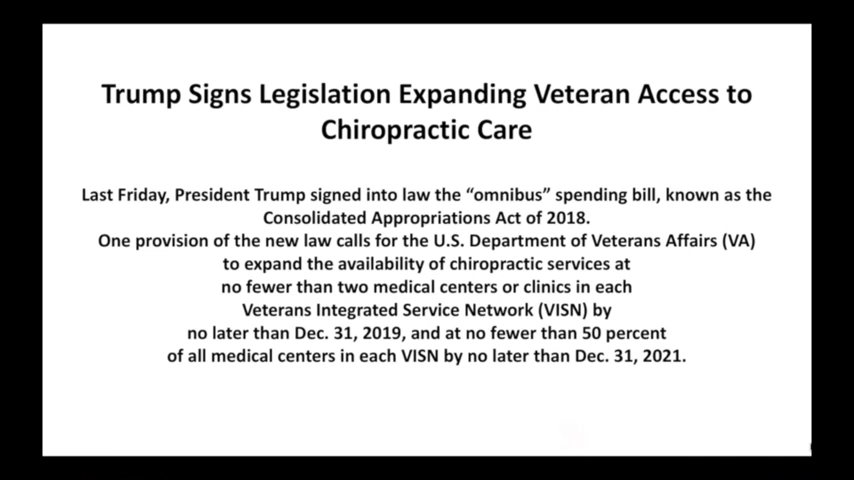 Trump Signs Legislation Expanding Veteran Access to
Chiropractic Care
Last Friday, President Trump signed into law the “omnibus” spending bill, known as the
Consolidated Appropriations Act of 2018.
One provision of the new law calls for the U.S. Department of Veterans Affairs (VA)
to expand the availability of chiropractic services at
no fewer than two medical centers or clinics in each
Veterans Integrated Service Network (VISN) by
no later than Dec. 31, 2019, and at no fewer than 50 percent
of all medical centers in each VISN by no later than Dec. 31, 2021.